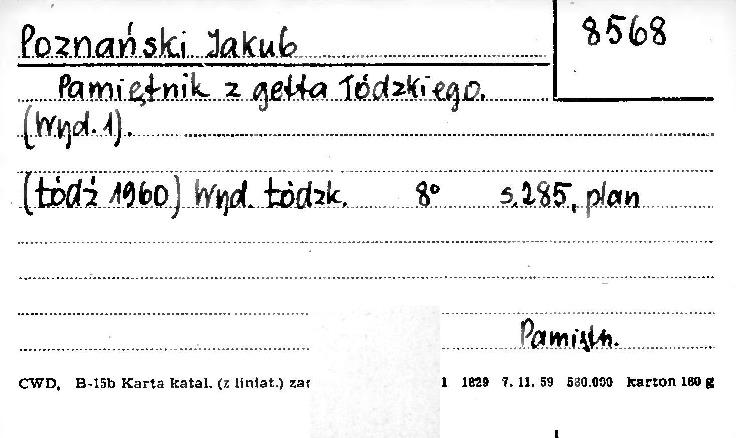 Poznański Jakub
8568
Pamiętnik z getta łódzkiego.
(Wyd. 1).
(Łódź 1960) Wyd. Łódzk. 8° s. 285, plan
Pamiętn.
CWD, B-15b Karta katal. (z liniat.) zar 1 1829 7. 11. 59 580.000 karton 180 g